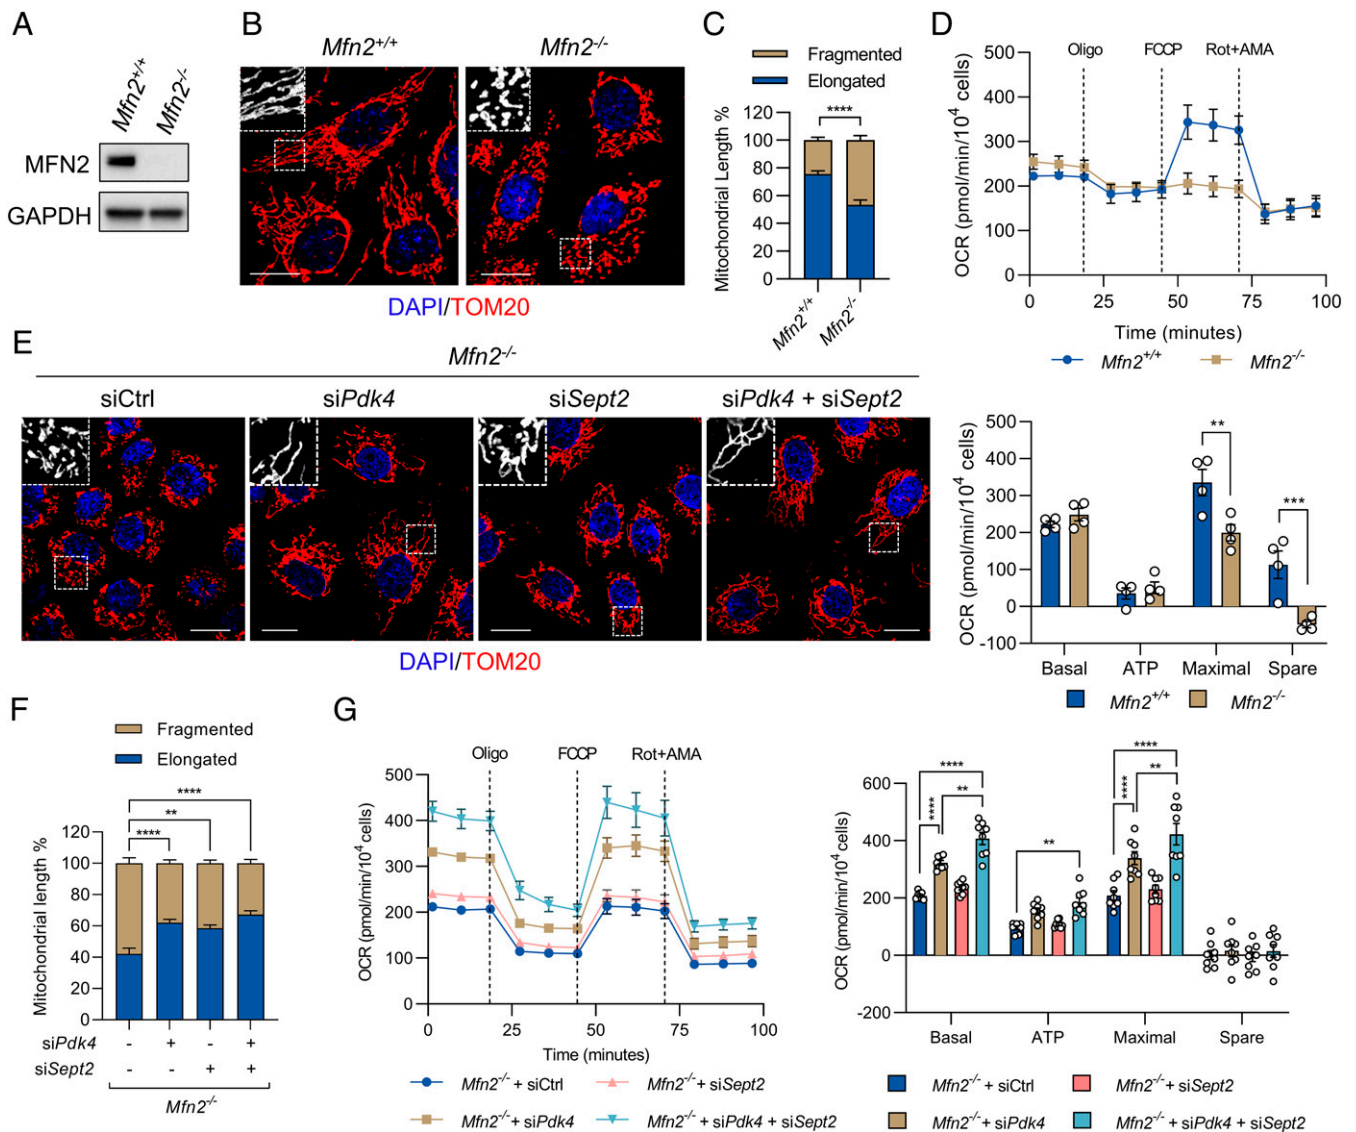 A
Mfn2+/+
Mfn2-/-
MFN2
GAPDH
B
Mfn2+/+
Mfn2-/-
DAPI/TOM20
C
Fragmented
Elongated
Mitochondrial Length %
120
100
80
60
40
20
0
****
Mfn2+/+
Mfn2-/-
D
OCR (pmol/min/10⁴ cells)
500
400
300
200
100
0
Oligo
FCCP
Rot+AMA
0 25 50 75 100
Time (minutes)
Mfn2+/+
Mfn2-/-
OCR (pmol/min/10⁴ cells)
500
400
300
200
100
0
-100
**
***
Basal ATP Maximal Spare
Mfn2+/+
Mfn2-/-
E
Mfn2-/-
siCtrl
siPdk4
siSept2
siPdk4 + siSept2
DAPI/TOM20
F
Fragmented
Elongated
Mitochondrial length %
120
100
80
60
40
20
0
****
**
****
siPdk4 - + - +
siSept2 - - + +
Mfn2-/-
G
OCR (pmol/min/10⁴ cells)
500
400
300
200
100
0
Oligo
FCCP
Rot+AMA
0 25 50 75 100
Time (minutes)
Mfn2-/- + siCtrl
Mfn2-/- + siSept2
Mfn2-/- + siPdk4
Mfn2-/- + siPdk4 + siSept2
OCR (pmol/min/10⁴ cells)
600
400
200
0
-200
****
****
**
**
****
****
**
Basal ATP Maximal Spare
Mfn2-/- + siCtrl
Mfn2-/- + siSept2
Mfn2-/- + siPdk4
Mfn2-/- + siPdk4 + siSept2